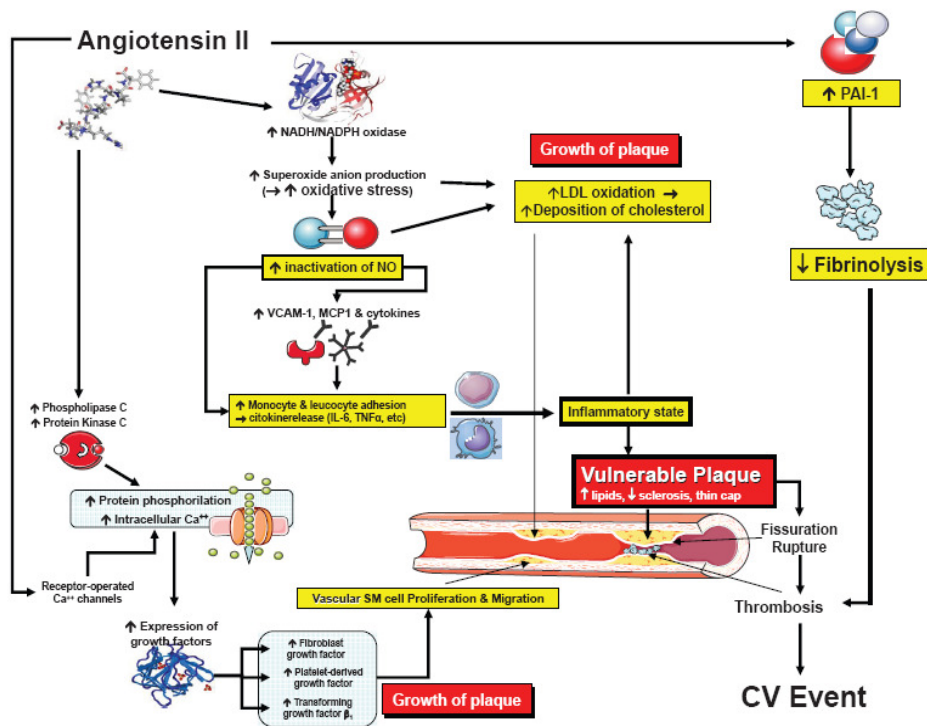 Angiotensin II
↑ PAI-1
↑ NADH/NADPH oxidase
Growth of plaque
↑ Superoxide anion production
(→ ↑ oxidative stress)
↑LDL oxidation →
↑Deposition of cholesterol
↓ Fibrinolysis
↑ inactivation of NO
↑ VCAM-1, MCP1 & cytokines
↑ Monocyte & leucocyte adhesion
→ citokinerelease (IL-6, TNFα, etc)
Inflammatory state
↑ Phospholipase C
↑ Protein Kinase C
Vulnerable Plaque
↑ lipids, ↓ sclerosis, thin cap
↑ Protein phosphorilation
↑ Intracellular Ca⁺⁺
Fissuration
Rupture
Receptor-operated
Ca⁺⁺ channels
Vascular SM cell Proliferation & Migration
Thrombosis
↑ Expression of
growth factors
↑ Fibroblast
growth factor
↑ Platelet-derived
growth factor
↑ Transforming
growth factor β₁
Growth of plaque
CV Event